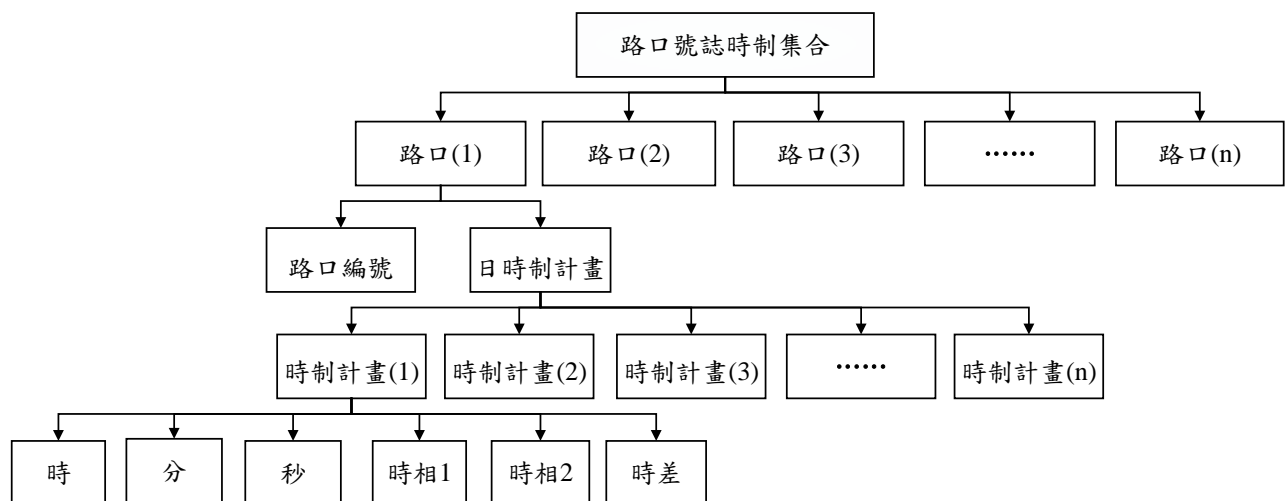 路口號誌時制集合
路口(1)
路口(2)
路口(3)
……
路口(n)
路口編號
日時制計畫
時制計畫(1)
時制計畫(2)
時制計畫(3)
……
時制計畫(n)
時
分
秒
時相1
時相2
時差